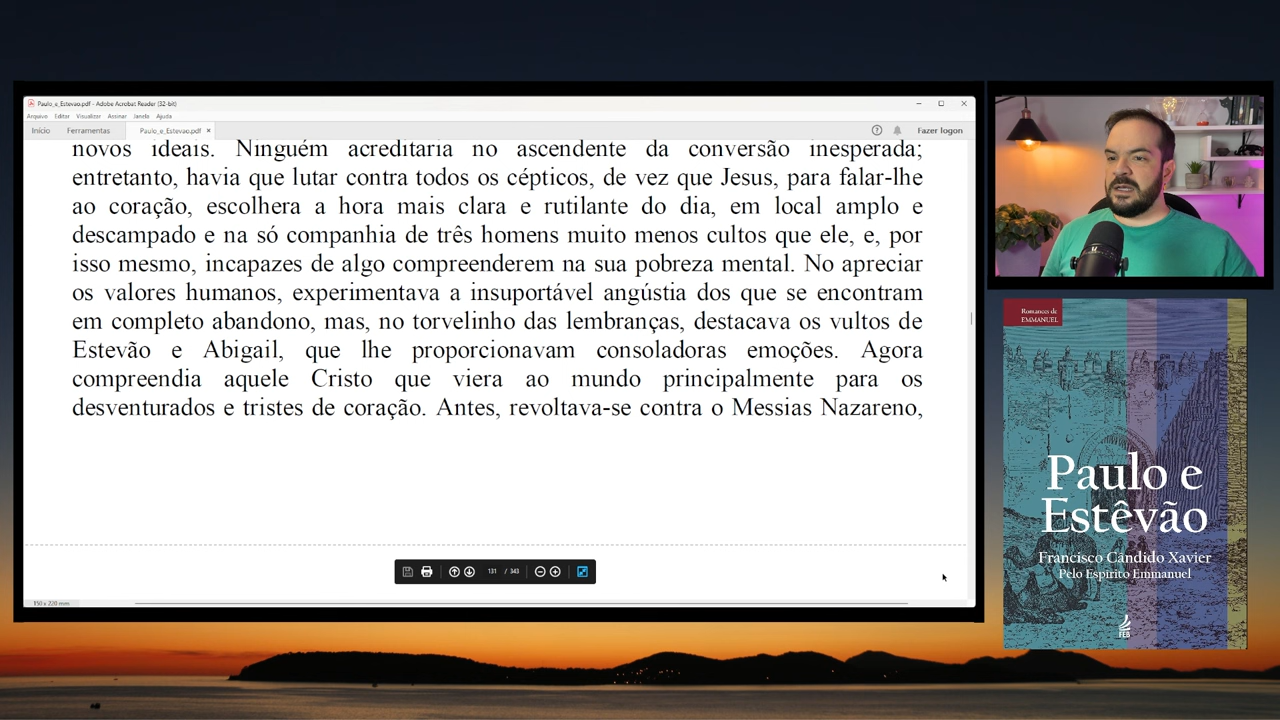 Paulo_e_Estevao.pdf - Adobe Acrobat Reader (32-bit)
Arquivo Editar Visualizar Assinar Janela Ajuda
Início Ferramentas Paulo_e_Estevao.pdf × Fazer logon
novos ideais. Ninguém acreditaria no ascendente da conversão inesperada;
entretanto, havia que lutar contra todos os cépticos, de vez que Jesus, para falar-lhe
ao coração, escolhera a hora mais clara e rutilante do dia, em local amplo e
descampado e na só companhia de três homens muito menos cultos que ele, e, por
isso mesmo, incapazes de algo compreenderem na sua pobreza mental. No apreciar
os valores humanos, experimentava a insuportável angústia dos que se encontram
em completo abandono, mas, no torvelinho das lembranças, destacava os vultos de
Estêvão e Abigail, que lhe proporcionavam consoladoras emoções. Agora
compreendia aquele Cristo que viera ao mundo principalmente para os
desventurados e tristes de coração. Antes, revoltava-se contra o Messias Nazareno,
131 / 343
150 x 220 mm
Romances de
EMMANUEL
Paulo e
Estêvão
Francisco Cândido Xavier
Pelo Espírito Emmanuel
FEB